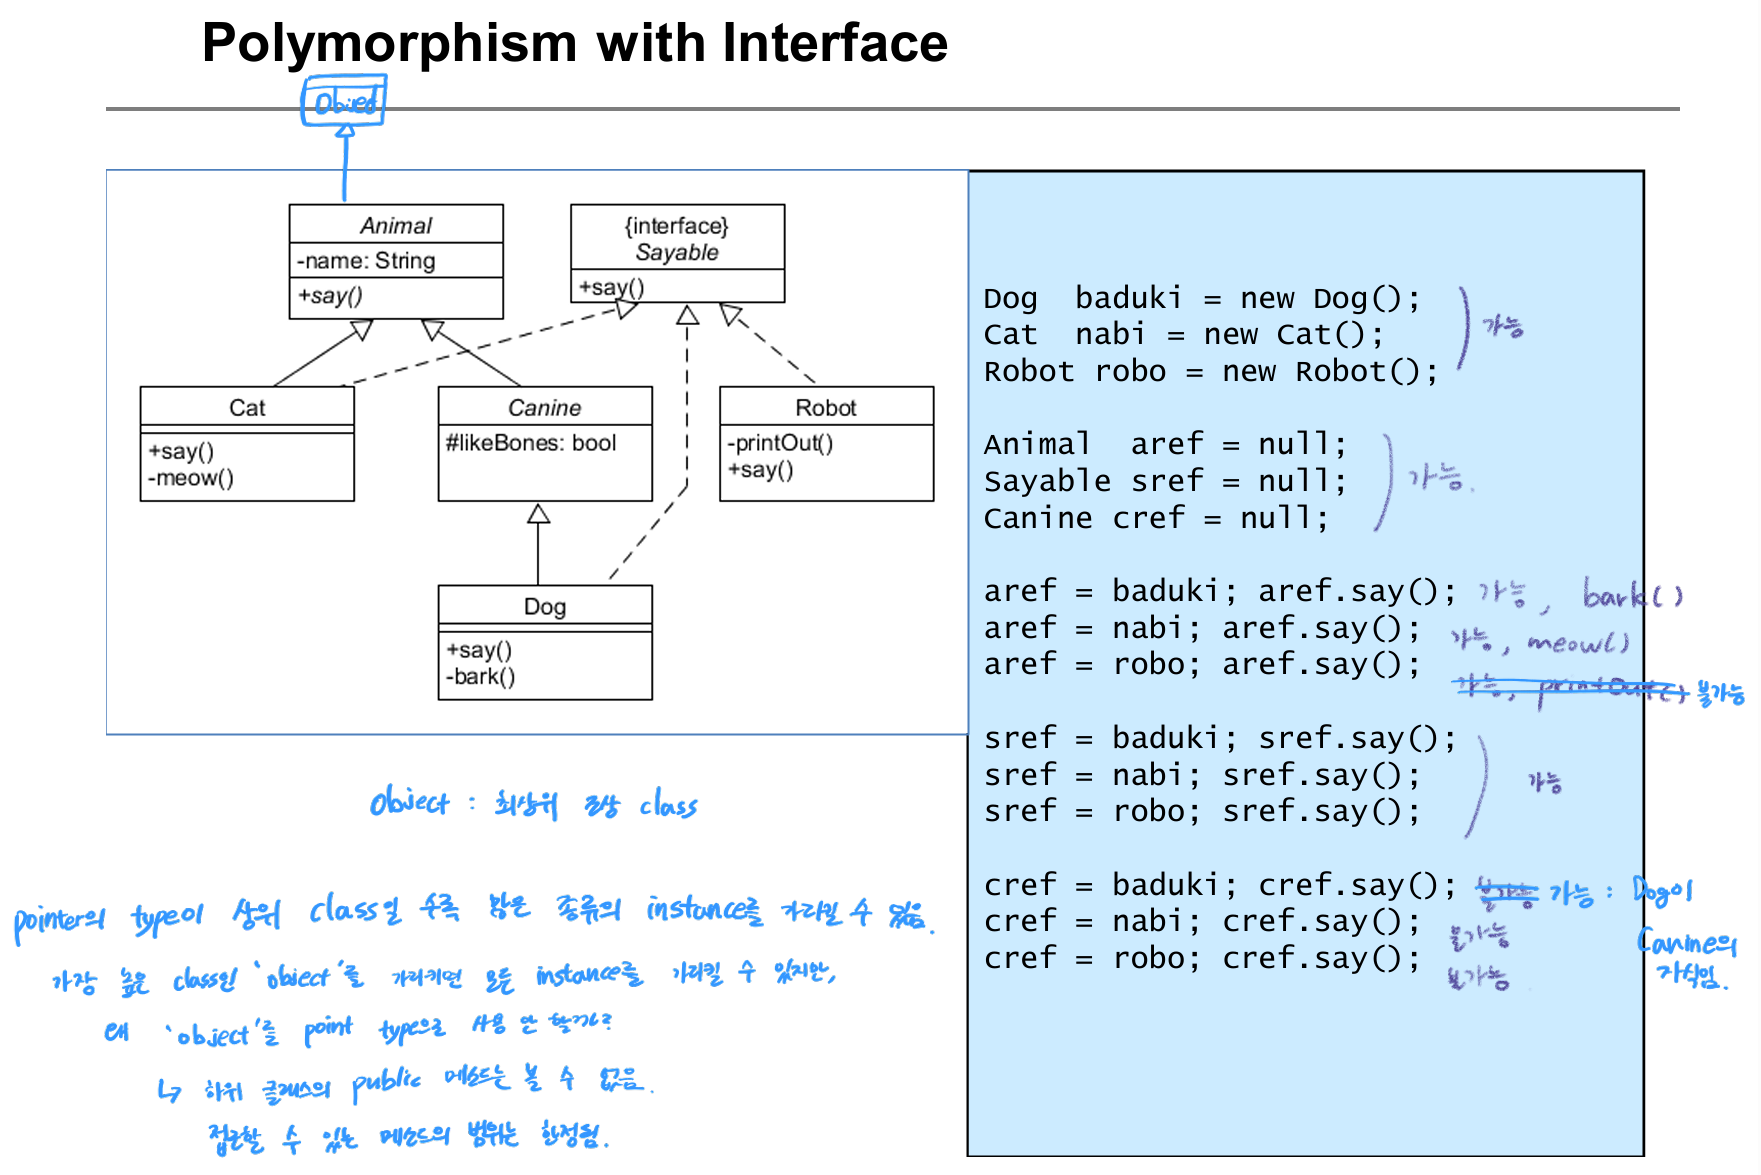 Polymorphism with Interface
Object
Animal
-name: String
+say()
{interface}
Sayable
+say()
Cat
+say()
-meow()
Canine
#likeBones: bool
Robot
-printOut()
+say()
Dog
+say()
-bark()
Dog  baduki = new Dog();
Cat  nabi = new Cat();
Robot robo = new Robot();
가능
Animal  aref = null;
Sayable sref = null;
Canine cref = null;
가능.
aref = baduki; aref.say(); 가능, bark()
aref = nabi; aref.say(); 가능, meow()
aref = robo; aref.say(); 가능, printOut() 불가능
sref = baduki; sref.say();
sref = nabi; sref.say();
sref = robo; sref.say();
가능
cref = baduki; cref.say(); 불가능 가능 : Dog이
Canine의
자식임.
cref = nabi; cref.say(); 불가능
cref = robo; cref.say(); 불가능
Object : 최상위 조상 class
pointer의 type이 상위 class일 수록 많은 종류의 instance를 가리킬 수 있음.
가장 높은 class인 'object'를 가리키면 모든 instance를 가리킬 수 있지만,
왜 'object'를 point type으로 사용 안 할까?
↳ 하위 클래스의 public 메소드는 볼 수 없음.
접근할 수 있는 메소드의 범위는 한정됨.